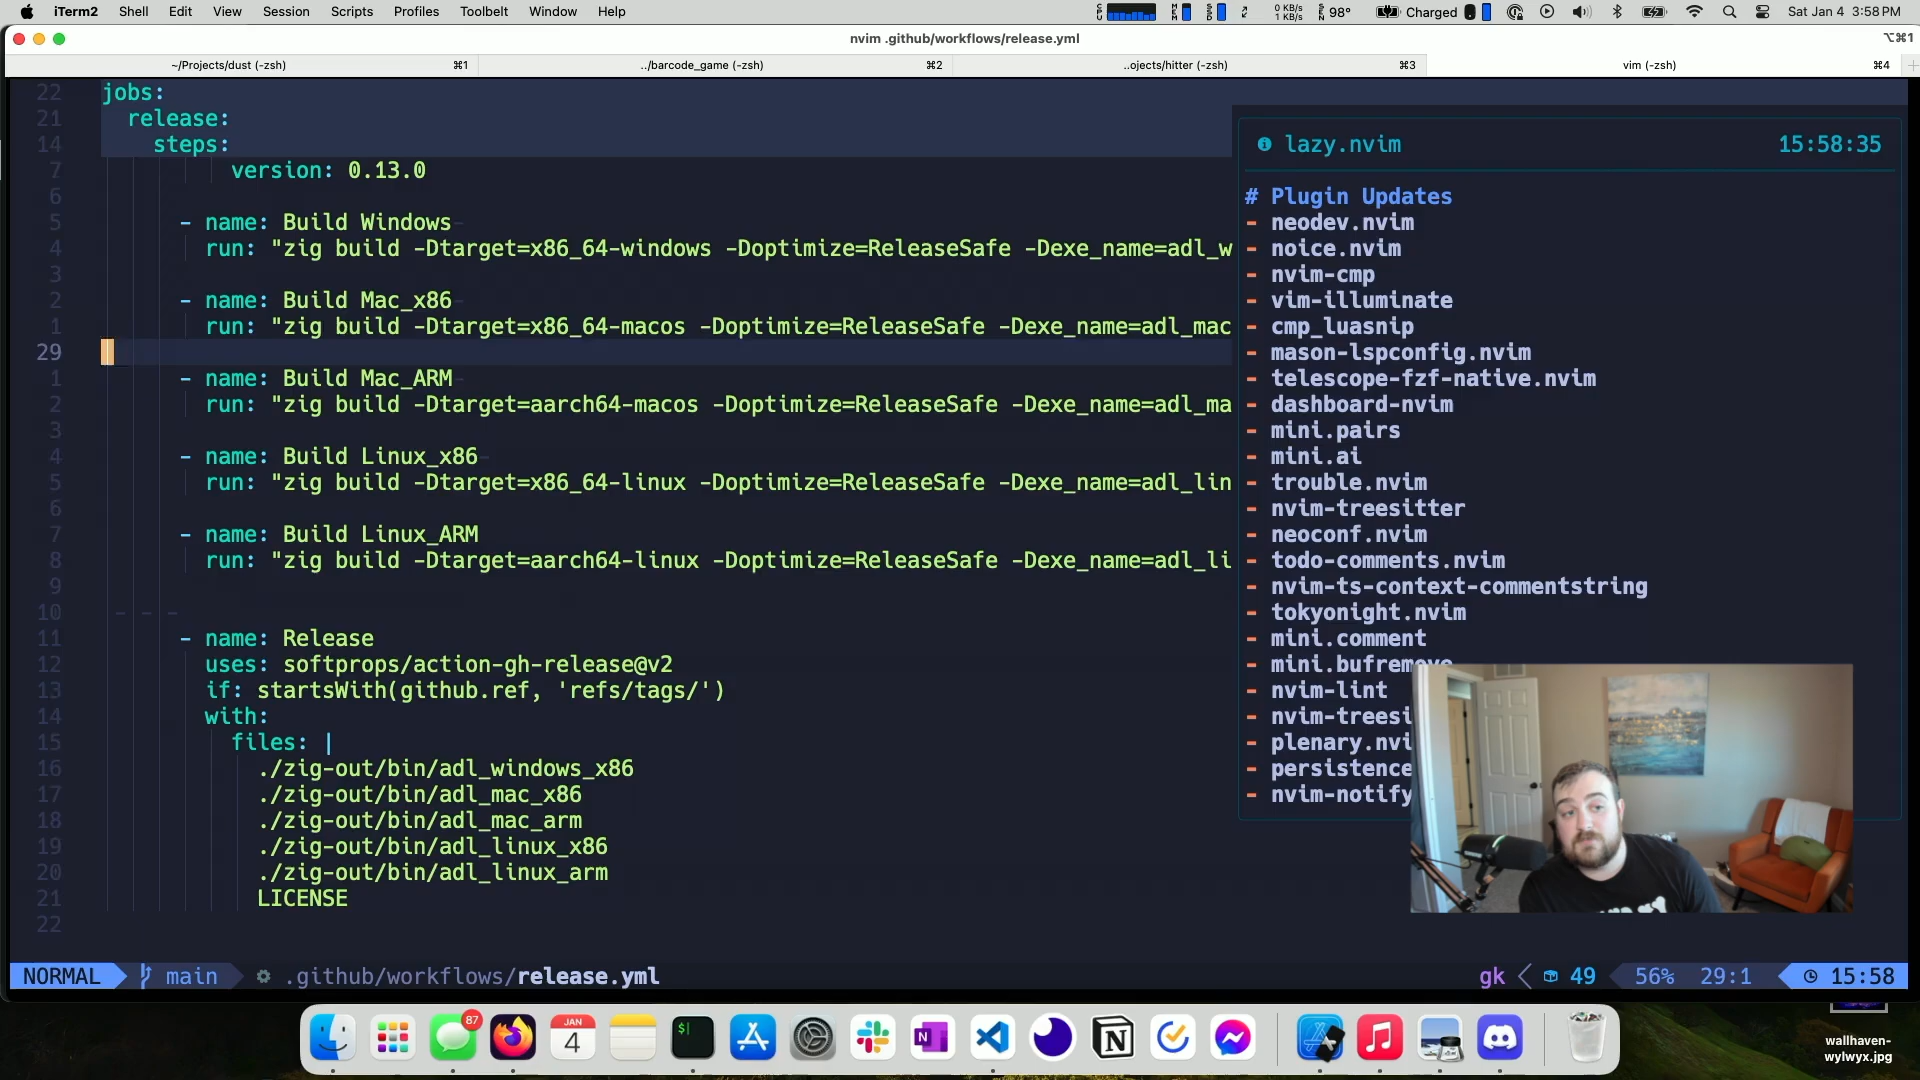 iTerm2 Shell Edit View Session Scripts Profiles Toolbelt Window Help
0 KB/s
1 KB/s
98° Charged Sat Jan 4 3:58 PM
nvim .github/workflows/release.yml ⌥⌘1
~/Projects/dust (-zsh) ⌘1 ../barcode_game (-zsh) ⌘2 ..ojects/hitter (-zsh) ⌘3 vim (-zsh) ⌘4
22 jobs:
21 release:
14 steps:
7 version: 0.13.0
6
5 - name: Build Windows
4 run: "zig build -Dtarget=x86_64-windows -Doptimize=ReleaseSafe -Dexe_name=adl_w
3
2 - name: Build Mac_x86
1 run: "zig build -Dtarget=x86_64-macos -Doptimize=ReleaseSafe -Dexe_name=adl_mac
29
1 - name: Build Mac_ARM
2 run: "zig build -Dtarget=aarch64-macos -Doptimize=ReleaseSafe -Dexe_name=adl_ma
3
4 - name: Build Linux_x86
5 run: "zig build -Dtarget=x86_64-linux -Doptimize=ReleaseSafe -Dexe_name=adl_lin
6
7 - name: Build Linux_ARM
8 run: "zig build -Dtarget=aarch64-linux -Doptimize=ReleaseSafe -Dexe_name=adl_li
9
10 - - -
11 - name: Release
12 uses: softprops/action-gh-release@v2
13 if: startsWith(github.ref, 'refs/tags/')
14 with:
15 files: |
16 ./zig-out/bin/adl_windows_x86
17 ./zig-out/bin/adl_mac_x86
18 ./zig-out/bin/adl_mac_arm
19 ./zig-out/bin/adl_linux_x86
20 ./zig-out/bin/adl_linux_arm
21 LICENSE
22
lazy.nvim 15:58:35
# Plugin Updates
- neodev.nvim
- noice.nvim
- nvim-cmp
- vim-illuminate
- cmp_luasnip
- mason-lspconfig.nvim
- telescope-fzf-native.nvim
- dashboard-nvim
- mini.pairs
- mini.ai
- trouble.nvim
- nvim-treesitter
- neoconf.nvim
- todo-comments.nvim
- nvim-ts-context-commentstring
- tokyonight.nvim
- mini.comment
- mini.bufremove
- nvim-lint
- nvim-treesi
- plenary.nvi
- persistence
- nvim-notify
NORMAL main .github/workflows/release.yml gk 49 56% 29:1 15:58
87
JAN
4
wallhaven-
wylwyx.jpg